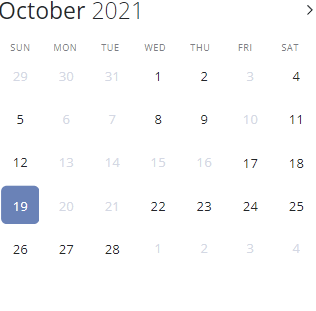 October 2021
SUN MON TUE WED THU FRI SAT
29 30 31 1 2 3 4
5 6 7 8 9 10 11
12 13 14 15 16 17 18
19 20 21 22 23 24 25
26 27 28 1 2 3 4